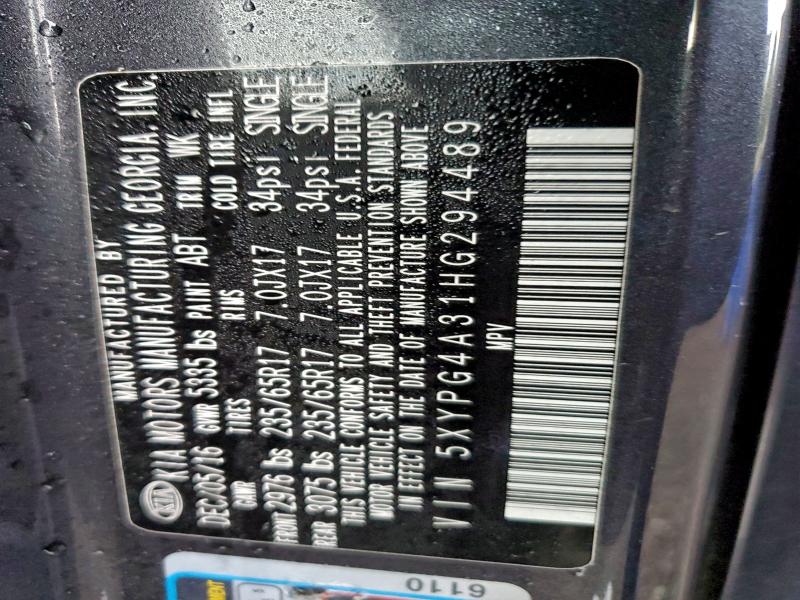 MANUFACTURED BY
KIA KIA MOTORS MANUFACTURING GEORGIA, INC.
DEC/05/16 GVWR 5335 lbs PAINT ABT TRIM WK
GAWR TIRES RIMS COLD TIRE INFL
FRONT 2976 lbs 235/65R17 7.0JX17 34psi SINGLE
REAR 3075 lbs 235/65R17 7.0JX17 34psi SINGLE
THIS VEHICLE CONFORMS TO ALL APPLICABLE U.S.A. FEDERAL
MOTOR VEHICLE SAFETY AND THEFT PREVENTION STANDARDS
IN EFFECT ON THE DATE OF MANUFACTURE SHOWN ABOVE
VIN 5XYPG4A31HG294489
MPV
6110